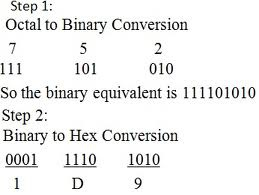 Step 1:
Octal to Binary Conversion
7 5 2
111 101 010
So the binary equivalent is 111101010
Step 2:
Binary to Hex Conversion
0001 1110 1010
1 D 9